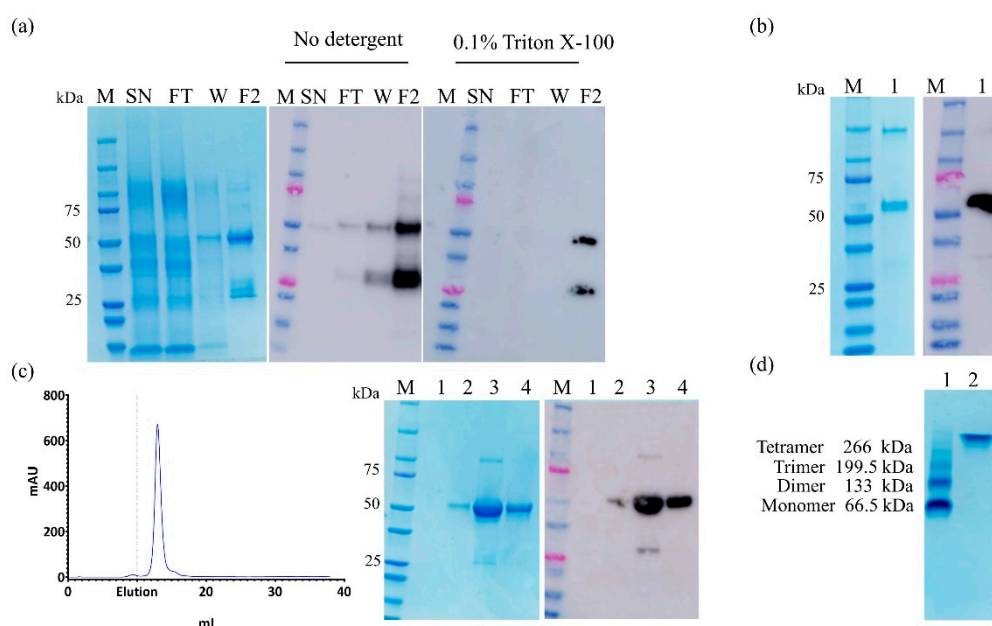 (a)
No detergent
0.1% Triton X-100
kDa M SN FT W F2 M SN FT W F2 M SN FT W F2
75
50
25
(b)
kDa M 1 M 1
75
50
25
(c)
800
600
400
200
0
mAU
Elution
20
30
40
ml
kDa M 1 2 3 4 M 1 2 3 4
75
50
25
(d)
1 2
Tetramer 266 kDa
Trimer 199.5 kDa
Dimer 133 kDa
Monomer 66.5 kDa